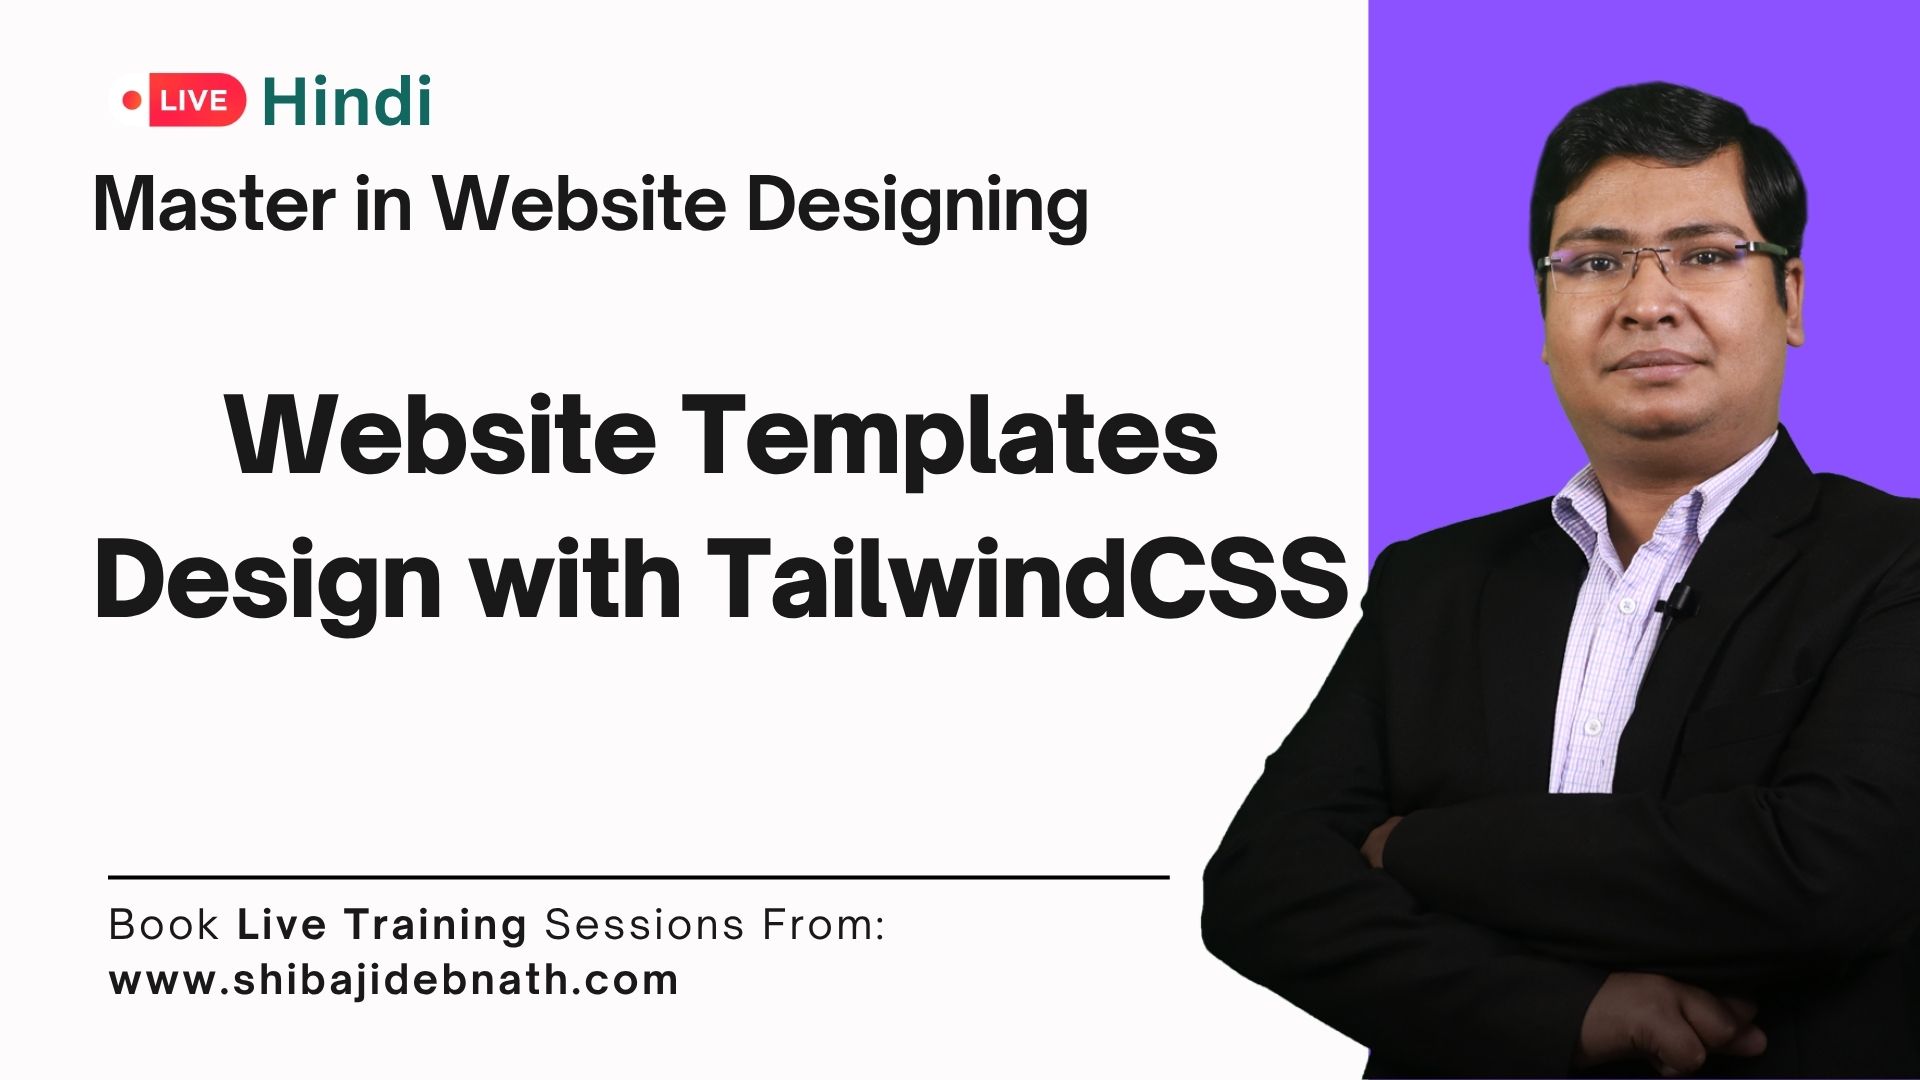 LIVE Hindi
Master in Website Designing
Website Templates
Design with TailwindCSS
Book Live Training Sessions From:
www.shibajidebnath.com